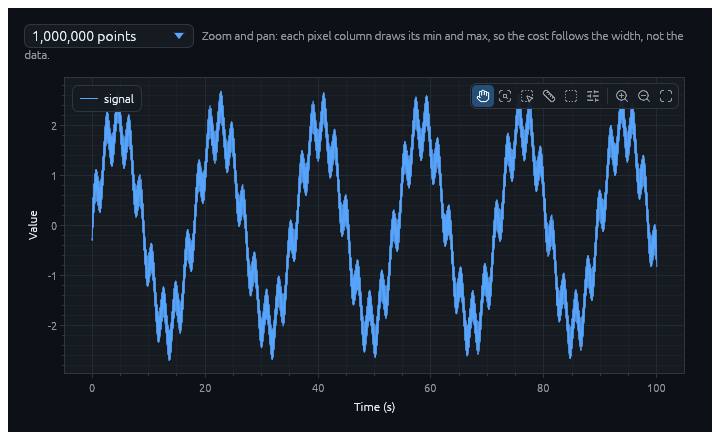 1,000,000 points
Zoom and pan: each pixel column draws its min and max, so the cost follows the width, not the
data.
signal
2
1
0
-1
-2
Value
0
20
40
60
80
100
Time (s)